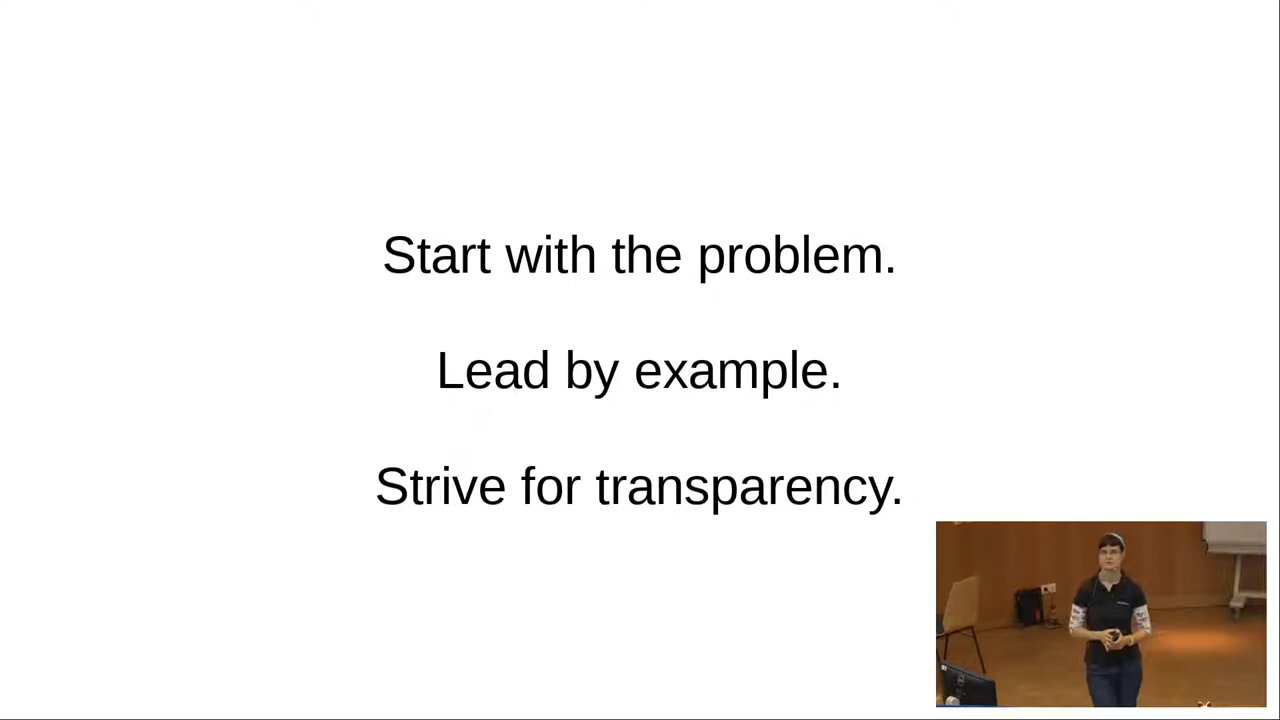 Start with the problem.
Lead by example.
Strive for transparency.